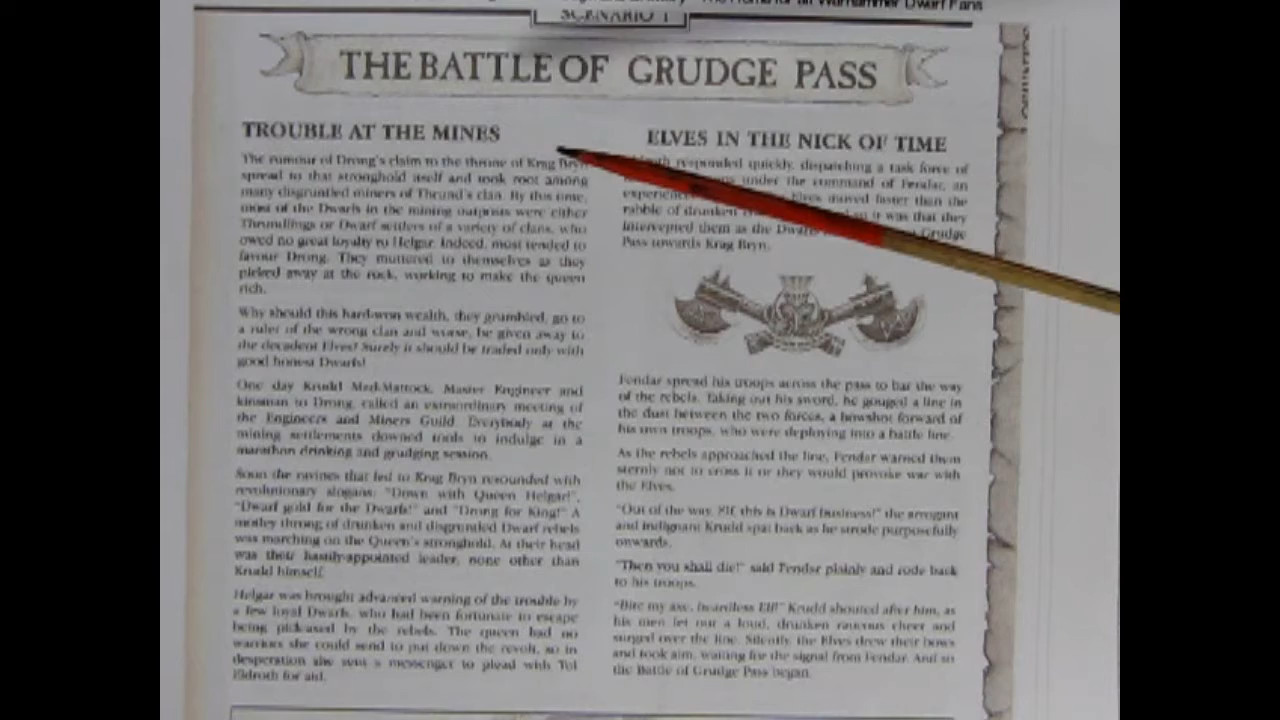 The Home for all Warhammer Dwarf Fans
SCENARIO 1
THE BATTLE OF GRUDGE PASS
TROUBLE AT THE MINES
The rumour of Drong's claim to the throne of Krag Bryn
spread to that stronghold itself and took root among
many disgruntled miners of Thrund's clan. By this time,
most of the Dwarfs in the mining outposts were either
Thrundlings or Dwarf settlers of a variety of clans, who
owed no great loyalty to Helgar. Indeed, most tended to
favour Drong. They muttered to themselves as they
picked away at the rock, working to make the queen
rich.
Why should this hard-won wealth, they grumbled, go to
a ruler of the wrong clan and worse, be given away to
the decadent Elves! Surely it should be traded only with
good honest Dwarfs!
One day Krudd Mad-Mattock, Master Engineer and
kinsman to Drong, called an extraordinary meeting of
the Engineers and Miners Guild. Everybody at the
mining settlements downed tools to indulge in a
marathon drinking and grudging session.
Soon the ravines that led to Krag Bryn resounded with
revolutionary slogans: "Down with Queen Helgar!",
"Dwarf gold for the Dwarfs!" and "Drong for King!" A
motley throng of drunken and disgruntled Dwarf rebels
was marching on the Queen's stronghold. At their head
was their hastily-appointed leader, none other than
Krudd himself.
Helgar was brought advanced warning of the trouble by
a few loyal Dwarfs, who had been fortunate to escape
being pickaxed by the rebels. The queen had no
warriors she could send to put down the revolt, so in
desperation she sent a messenger to plead with Tol
Eldroth for aid.
ELVES IN THE NICK OF TIME
responded quickly, dispatching a task force of
under the command of Fendar, an
Elves moved faster than the
rabble of drunken so it was that they
intercepted them as the Grudge
Pass towards Krag Bryn.
Fendar spread his troops across the pass to bar the way
of the rebels. Taking out his sword, he gouged a line in
the dust between the two forces, a bowshot forward of
his own troops, who were deploying into a battle line.
As the rebels approached the line, Fendar warned them
sternly not to cross it or they would provoke war with
the Elves.
"Out of the way, Elf, this is Dwarf business!" the arrogant
and indignant Krudd spat back as he strode purposefully
onwards.
"Then you shall die!" said Fendar plainly and rode back
to his troops.
"Bite my axe, beardless Elf!" Krudd shouted after him, as
his men let out a loud, drunken raucous cheer and
surged over the line. Silently, the Elves drew their bows
and took aim, waiting for the signal from Fendar. And so
the Battle of Grudge Pass began.